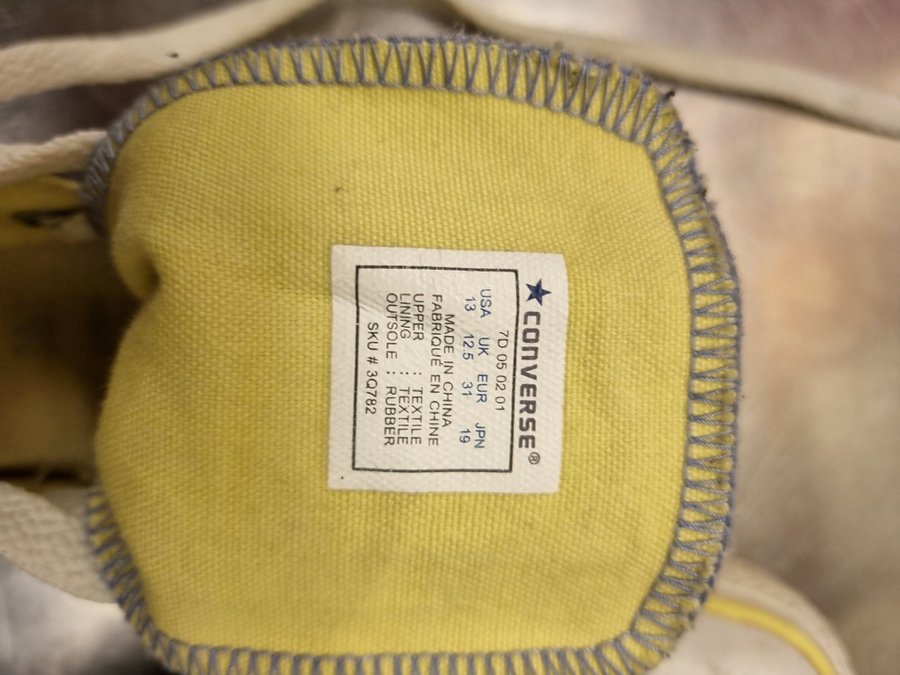 ★CONVERSE®
7D 05 02 01
USA UK EUR JPN
13 12.5 31 19
MADE IN CHINA
FABRIQUÉ EN CHINE
UPPER : TEXTILE
LINING : TEXTILE
OUTSOLE : RUBBER
SKU # 3Q782